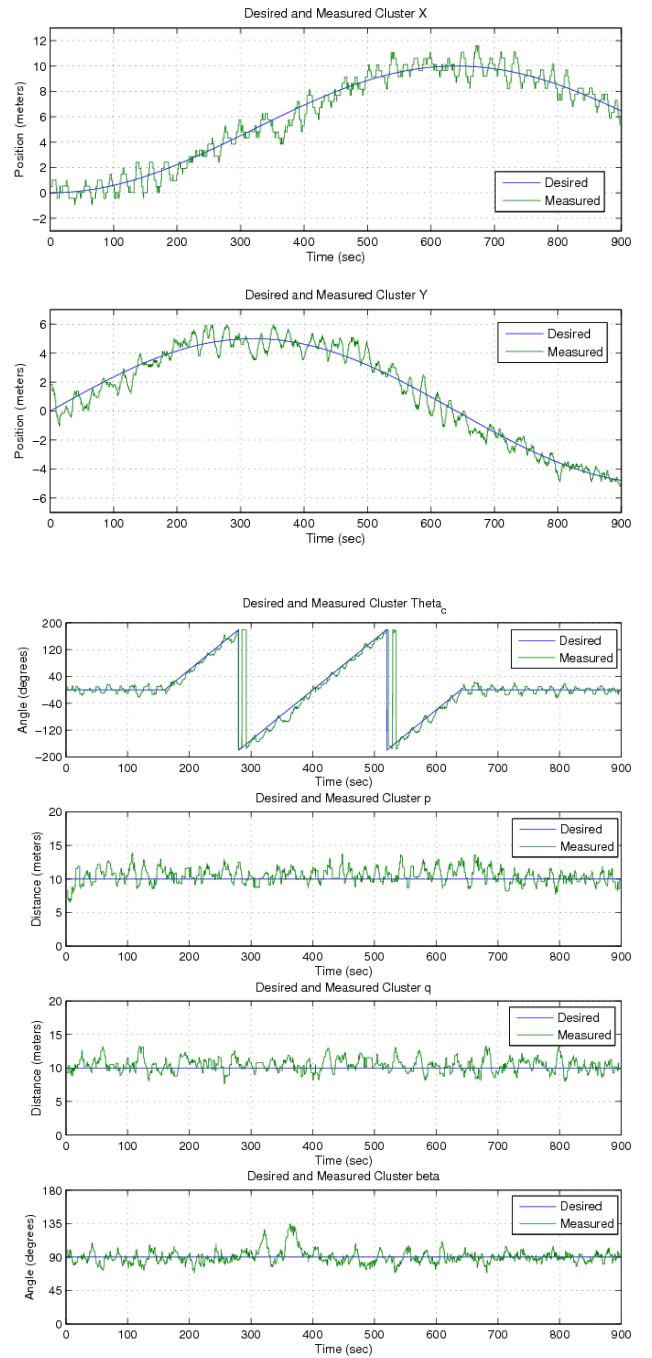 Desired and Measured Cluster X
Position (meters)
12
10
8
6
4
2
0
−2
0 100 200 300 400 500 600 700 800 900
Time (sec)
Desired
Measured
Desired and Measured Cluster Y
Position (meters)
6
4
2
0
−2
−4
−6
0 100 200 300 400 500 600 700 800 900
Time (sec)
Desired
Measured
Desired and Measured Cluster Theta_c
Angle (degrees)
200
120
40
−40
−120
−200
0 100 200 300 400 500 600 700 800 900
Time (sec)
Desired
Measured
Desired and Measured Cluster p
Distance (meters)
20
15
10
5
0
0 100 200 300 400 500 600 700 800 900
Time (sec)
Desired
Measured
Desired and Measured Cluster q
Distance (meters)
20
15
10
5
0
0 100 200 300 400 500 600 700 800 900
Time (sec)
Desired
Measured
Desired and Measured Cluster beta
Angle (degrees)
180
135
90
45
0
0 100 200 300 400 500 600 700 800 900
Time (sec)
Desired
Measured